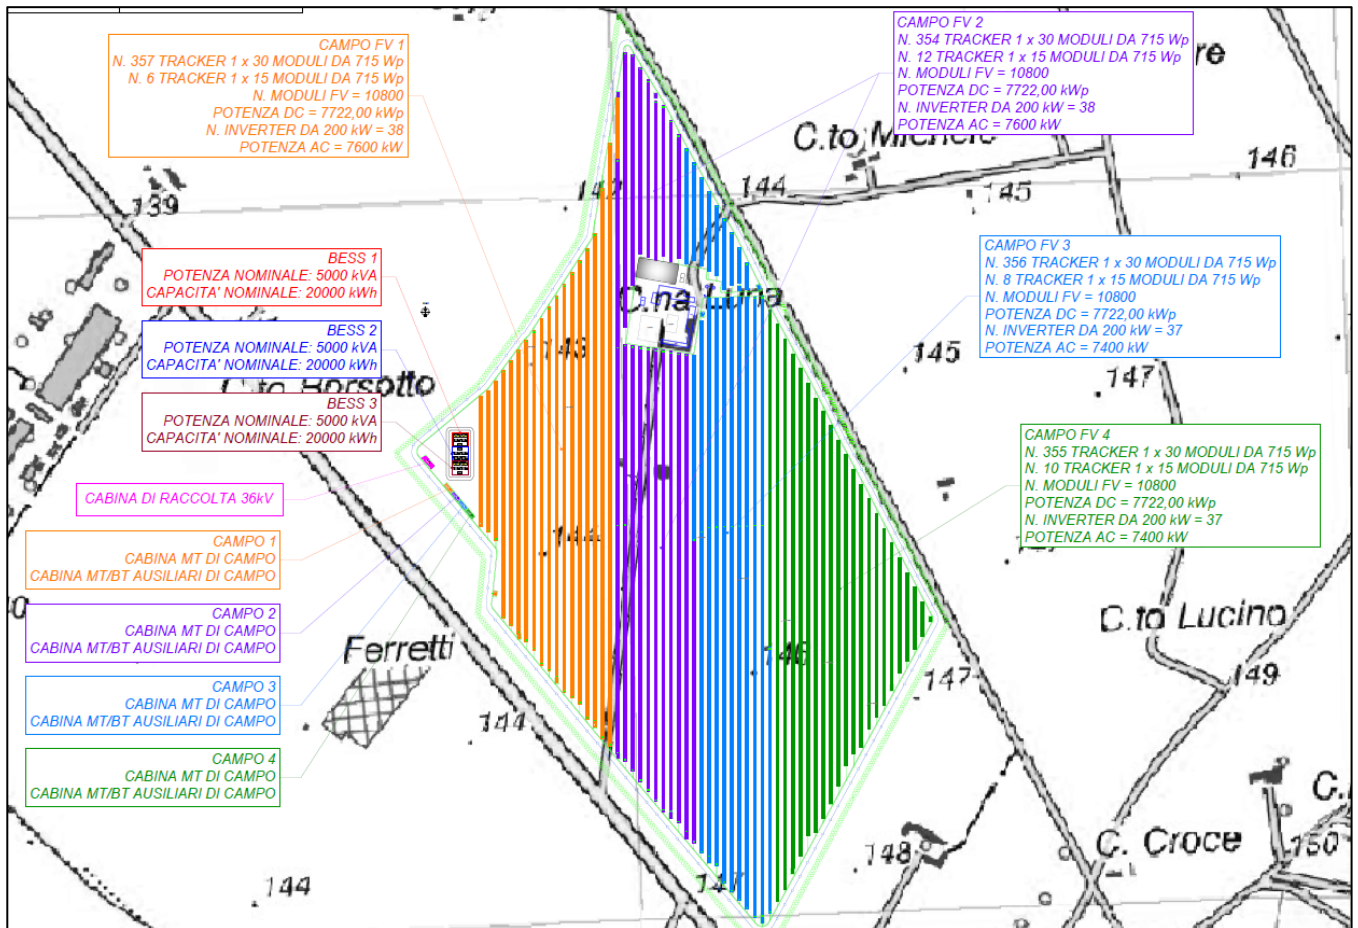 CAMPO FV 1
N. 357 TRACKER 1 x 30 MODULI DA 715 Wp
N. 6 TRACKER 1 x 15 MODULI DA 715 Wp
N. MODULI FV = 10800
POTENZA DC = 7722,00 kWp
N. INVERTER DA 200 kW = 38
POTENZA AC = 7600 kW
CAMPO FV 2
N. 354 TRACKER 1 x 30 MODULI DA 715 Wp
N. 12 TRACKER 1 x 15 MODULI DA 715 Wp
N. MODULI FV = 10800
POTENZA DC = 7722,00 kWp
N. INVERTER DA 200 kW = 38
POTENZA AC = 7600 kW
C.to Michele
146
144
145
139
BESS 1
POTENZA NOMINALE: 5000 kVA
CAPACITA' NOMINALE: 20000 kWh
CAMPO FV 3
N. 356 TRACKER 1 x 30 MODULI DA 715 Wp
N. 8 TRACKER 1 x 15 MODULI DA 715 Wp
N. MODULI FV = 10800
POTENZA DC = 7722,00 kWp
N. INVERTER DA 200 kW = 37
POTENZA AC = 7400 kW
C.na Luna
BESS 2
POTENZA NOMINALE: 5000 kVA
CAPACITA' NOMINALE: 20000 kWh
145
147
C.to Borsotto
BESS 3
POTENZA NOMINALE: 5000 kVA
CAPACITA' NOMINALE: 20000 kWh
CAMPO FV 4
N. 355 TRACKER 1 x 30 MODULI DA 715 Wp
N. 10 TRACKER 1 x 15 MODULI DA 715 Wp
N. MODULI FV = 10800
POTENZA DC = 7722,00 kWp
N. INVERTER DA 200 kW = 37
POTENZA AC = 7400 kW
CABINA DI RACCOLTA 36kV
CAMPO 1
CABINA MT DI CAMPO
CABINA MT/BT AUSILIARI DI CAMPO
144
CAMPO 2
CABINA MT DI CAMPO
CABINA MT/BT AUSILIARI DI CAMPO
C.to Lucino
Ferretti
146
149
147
CAMPO 3
CABINA MT DI CAMPO
CABINA MT/BT AUSILIARI DI CAMPO
144
CAMPO 4
CABINA MT DI CAMPO
CABINA MT/BT AUSILIARI DI CAMPO
C. Croce
148
150
144
147